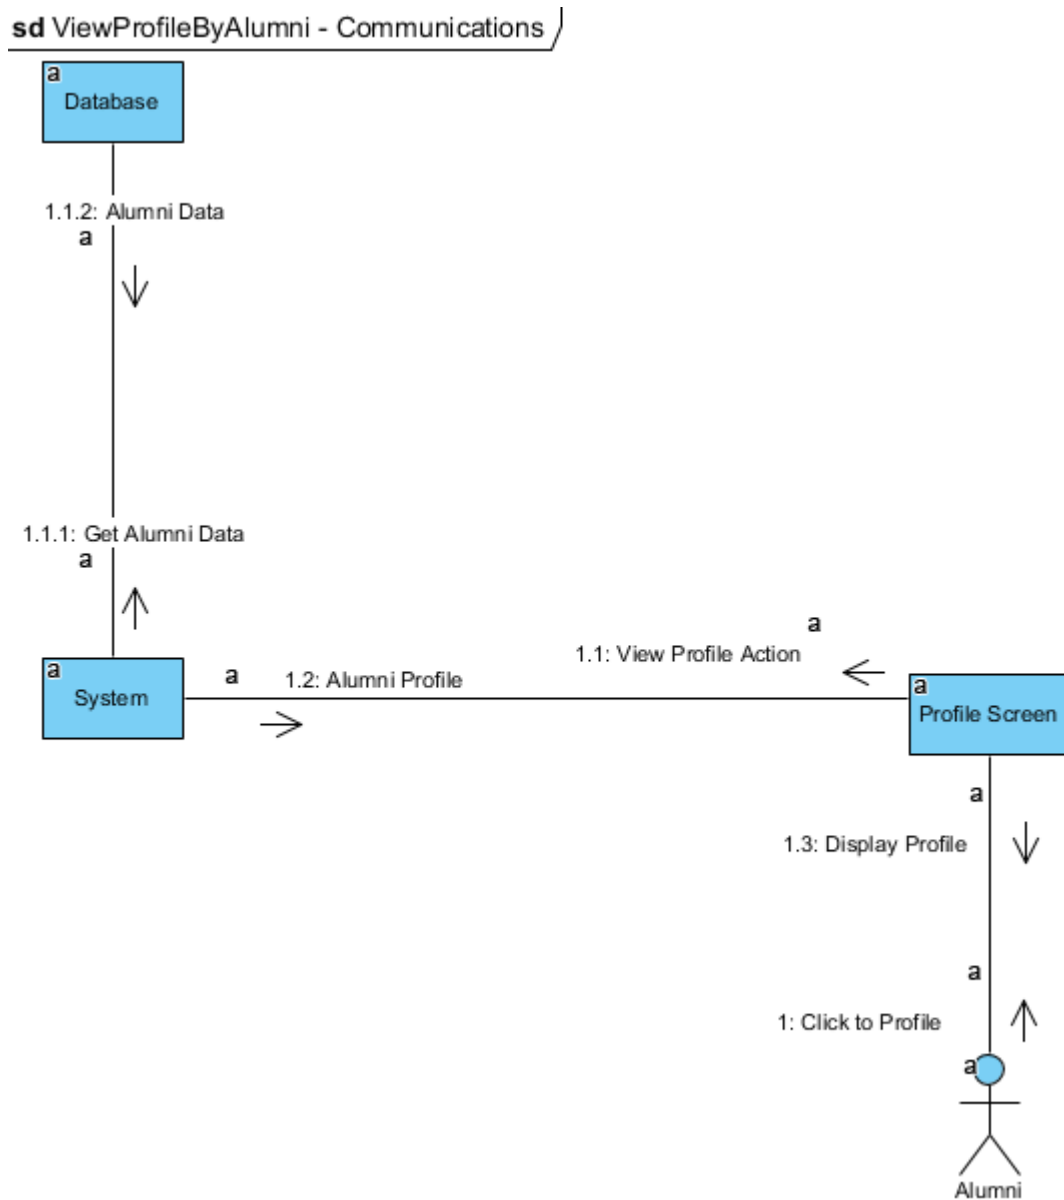 sd ViewProfileByAlumni - Communications
a
Database
1.1.2: Alumni Data
a
1.1.1: Get Alumni Data
a
a
System
a
1.2: Alumni Profile
a
1.1: View Profile Action
a
Profile Screen
a
1.3: Display Profile
a
1: Click to Profile
a
Alumni